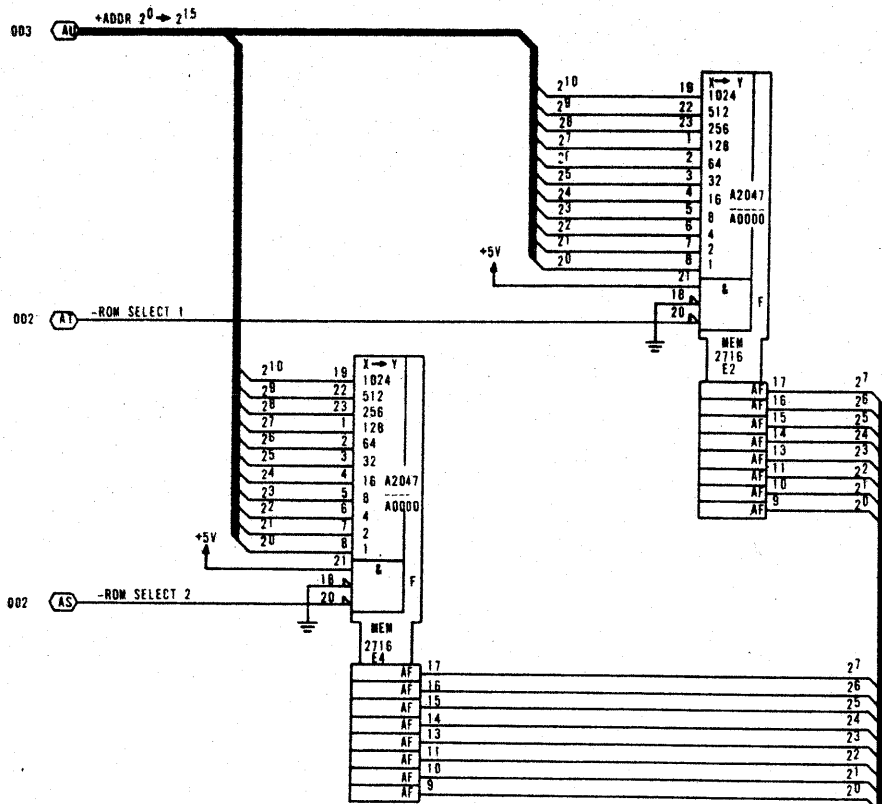 003 AU +ADDR 2⁰ → 2¹⁵
X → Y
2¹⁰ 19 1024
2⁹ 22 512
2⁸ 23 256
2⁷ 1 128
2⁶ 2 64
2⁵ 3 32
2⁴ 4 16 A2047
2³ 5 8 A0000
2² 6 4
2¹ 7 2
2⁰ 8 1
+5V 21 &
18 F
002 AT -ROM SELECT 1 20
MEM
2716
E2
AF 17 2⁷
AF 16 2⁶
AF 15 2⁵
AF 14 2⁴
AF 13 2³
AF 11 2²
AF 10 2¹
AF 9 2⁰
X → Y
2¹⁰ 19 1024
2⁹ 22 512
2⁸ 23 256
2⁷ 1 128
2⁶ 2 64
2⁵ 3 32
2⁴ 4 16 A2047
2³ 5 8 A0000
2² 6 4
2¹ 7 2
2⁰ 8 1
+5V 21 &
18 F
002 AS -ROM SELECT 2 20
MEM
2716
E4
AF 17 2⁷
AF 16 2⁶
AF 15 2⁵
AF 14 2⁴
AF 13 2³
AF 11 2²
AF 10 2¹
AF 9 2⁰